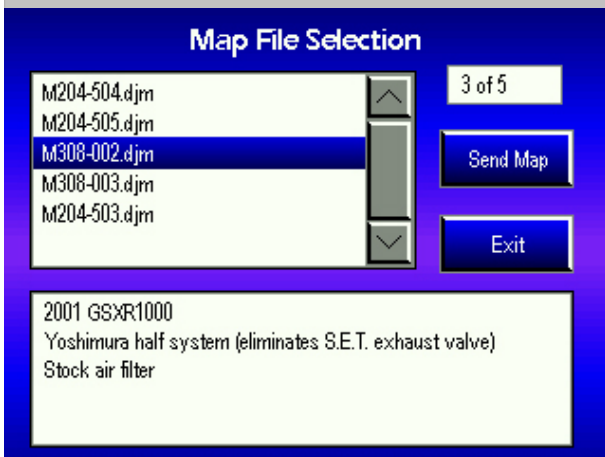 Map File Selection
M204-504.djm
M204-505.djm
M308-002.djm
M308-003.djm
M204-503.djm
3 of 5
Send Map
Exit
2001 GSXR1000
Yoshimura half system (eliminates S.E.T. exhaust valve)
Stock air filter